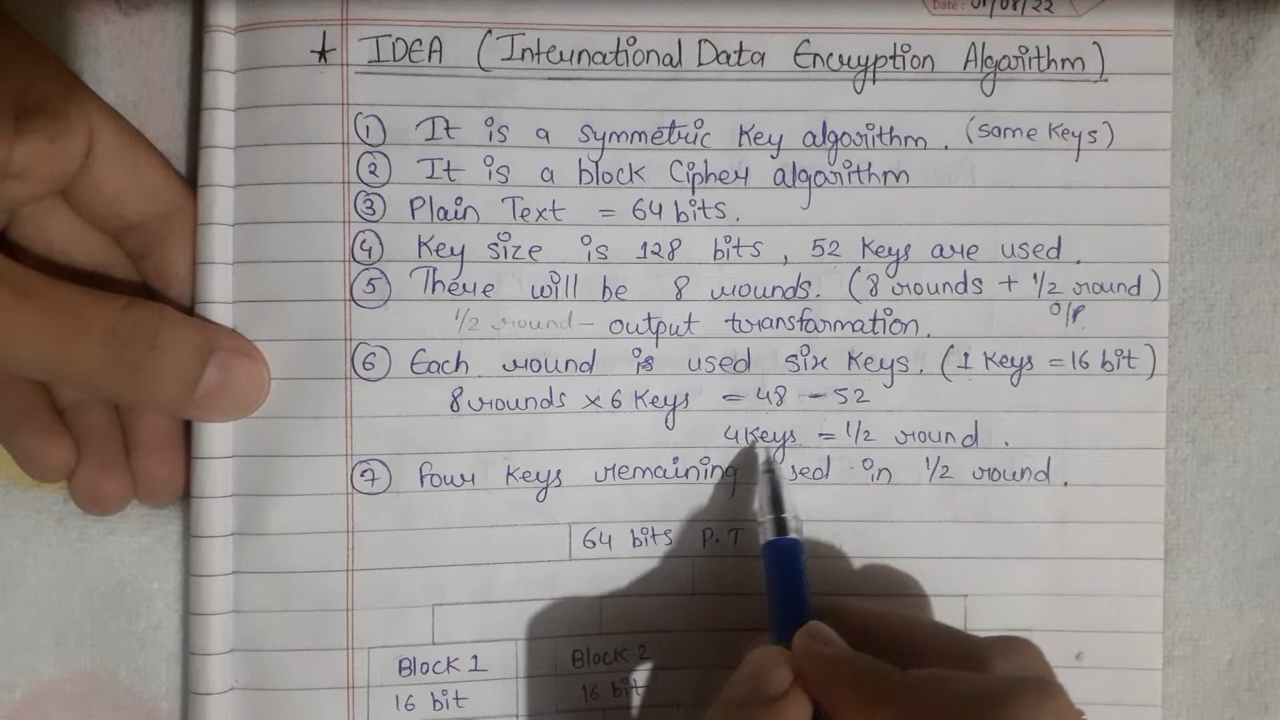 Date: 01/08/22
* IDEA (International Data Encryption Algorithm)
① It is a symmetric key algorithm. (same keys)
② It is a block Cipher algorithm
③ Plain Text = 64 bits.
④ Key size is 128 bits, 52 keys are used.
⑤ There will be 8 rounds. (8 rounds + 1/2 round)
O/P
1/2 round - output transformation.
⑥ Each round is used six keys. (1 keys = 16 bit)
8 rounds × 6 keys = 48 - 52
4 keys = 1/2 round.
⑦ four keys remaining sed in 1/2 round.
64 bits P.T
Block 1 Block 2
16 bit 16 bit